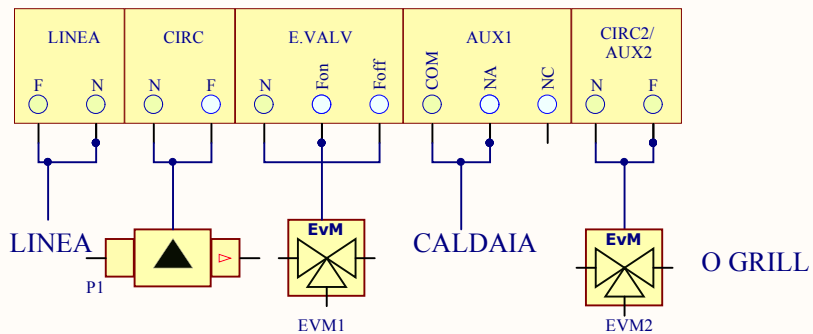 LINEA CIRC E.VALV AUX1 CIRC2/
AUX2
F N N F N Fon Foff COM NA NC N F
EvM
EvM
LINEA CALDAIA O GRILL
P1
EVM1 EVM2